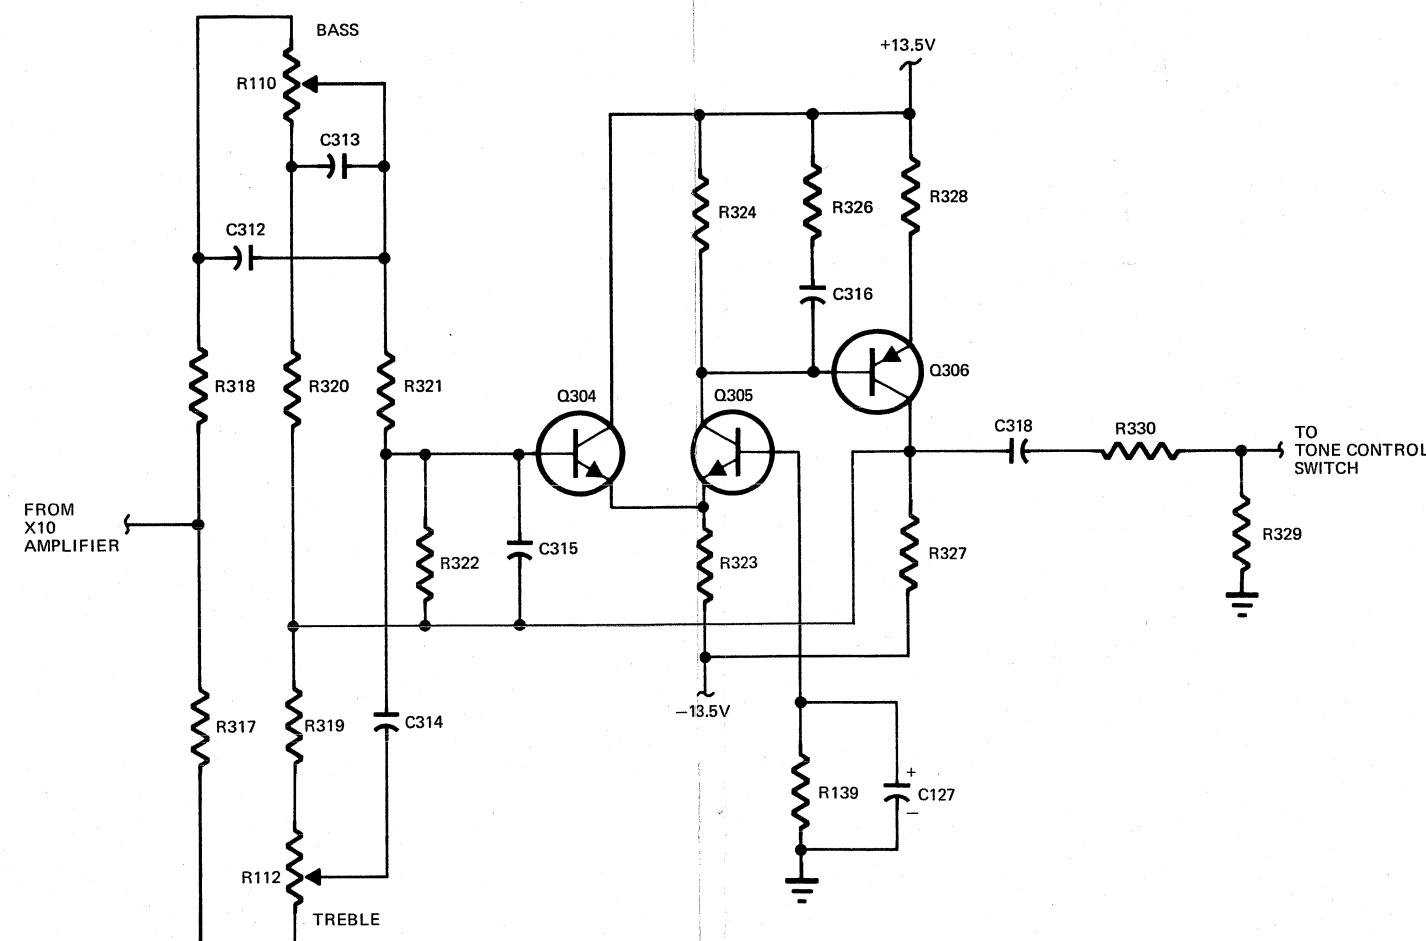 BASS
+13.5V
R110
C313
R324
R326
R328
C312
C316
Q306
R318
R320
R321
Q304
Q305
C318
R330
TO
TONE CONTROL
SWITCH
FROM
X10
AMPLIFIER
R322
C315
R323
R327
R329
R317
R319
C314
−13.5V
+
R139
C127
−
R112
TREBLE